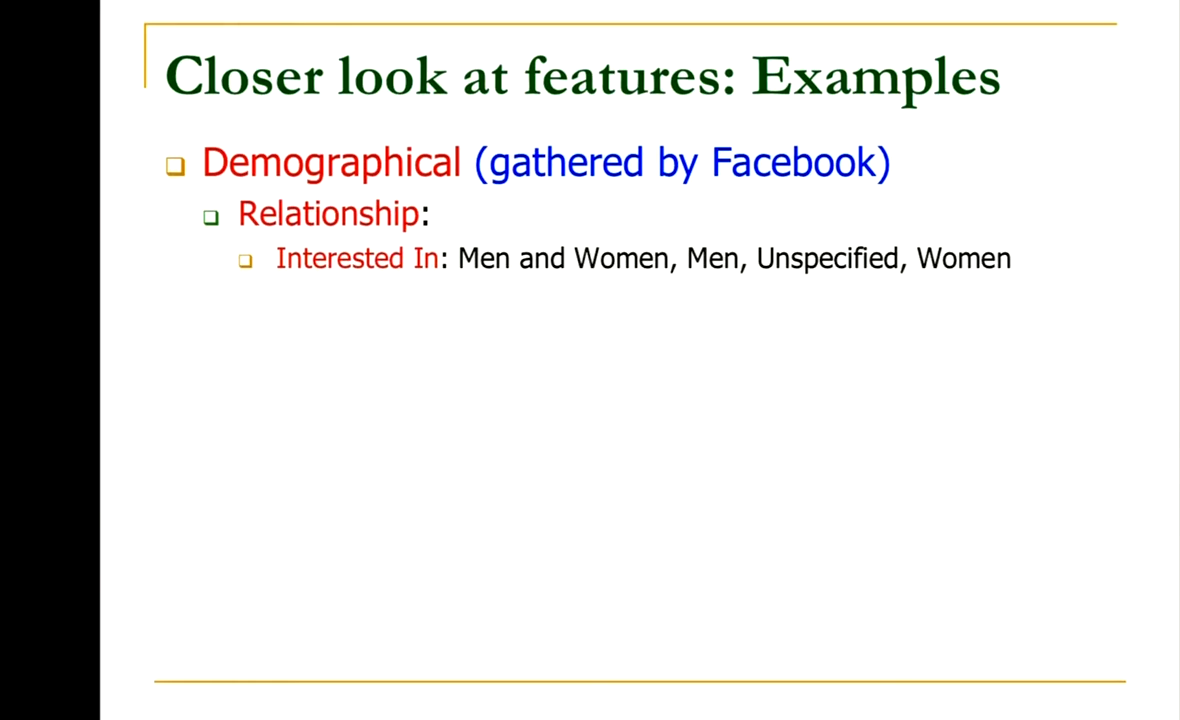 Closer look at features: Examples
Demographical (gathered by Facebook)
Relationship:
Interested In: Men and Women, Men, Unspecified, Women